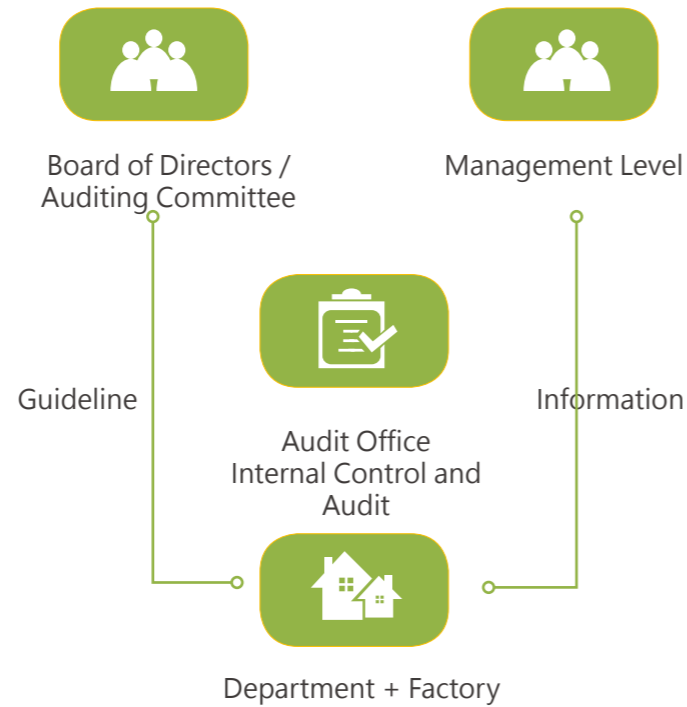 Board of Directors /
Auditing Committee
Management Level
Guideline
Information
Audit Office
Internal Control and
Audit
Department + Factory